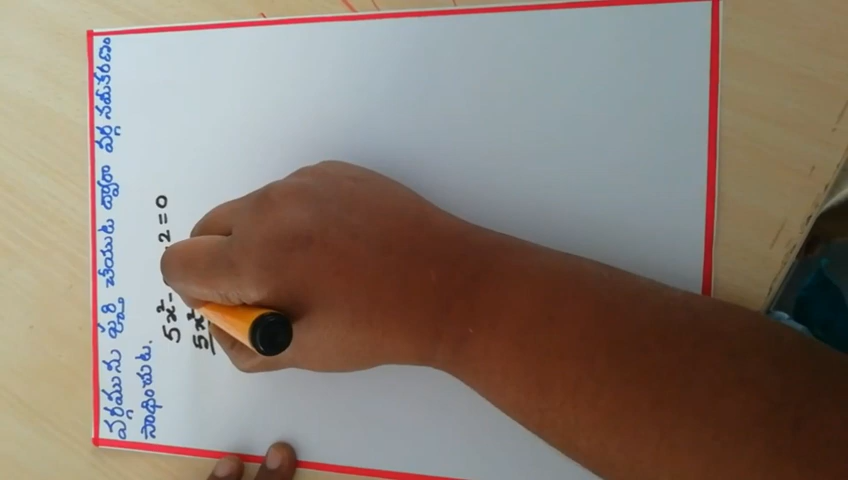 వర్గమును పూర్తి చేయుట ద్వారా వర్గ సమీకరణం
సాధించుట.
5x² - 2 = 0
5x²